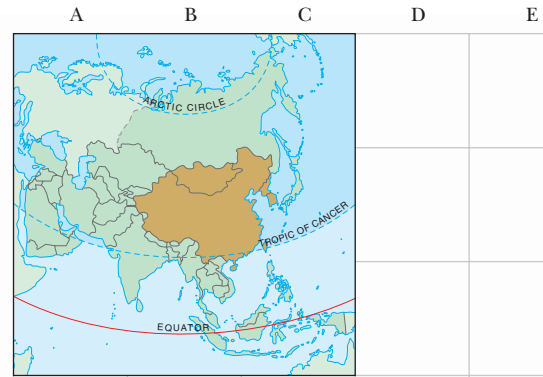 A B C D E
ARCTIC CIRCLE
TROPIC OF CANCER
EQUATOR